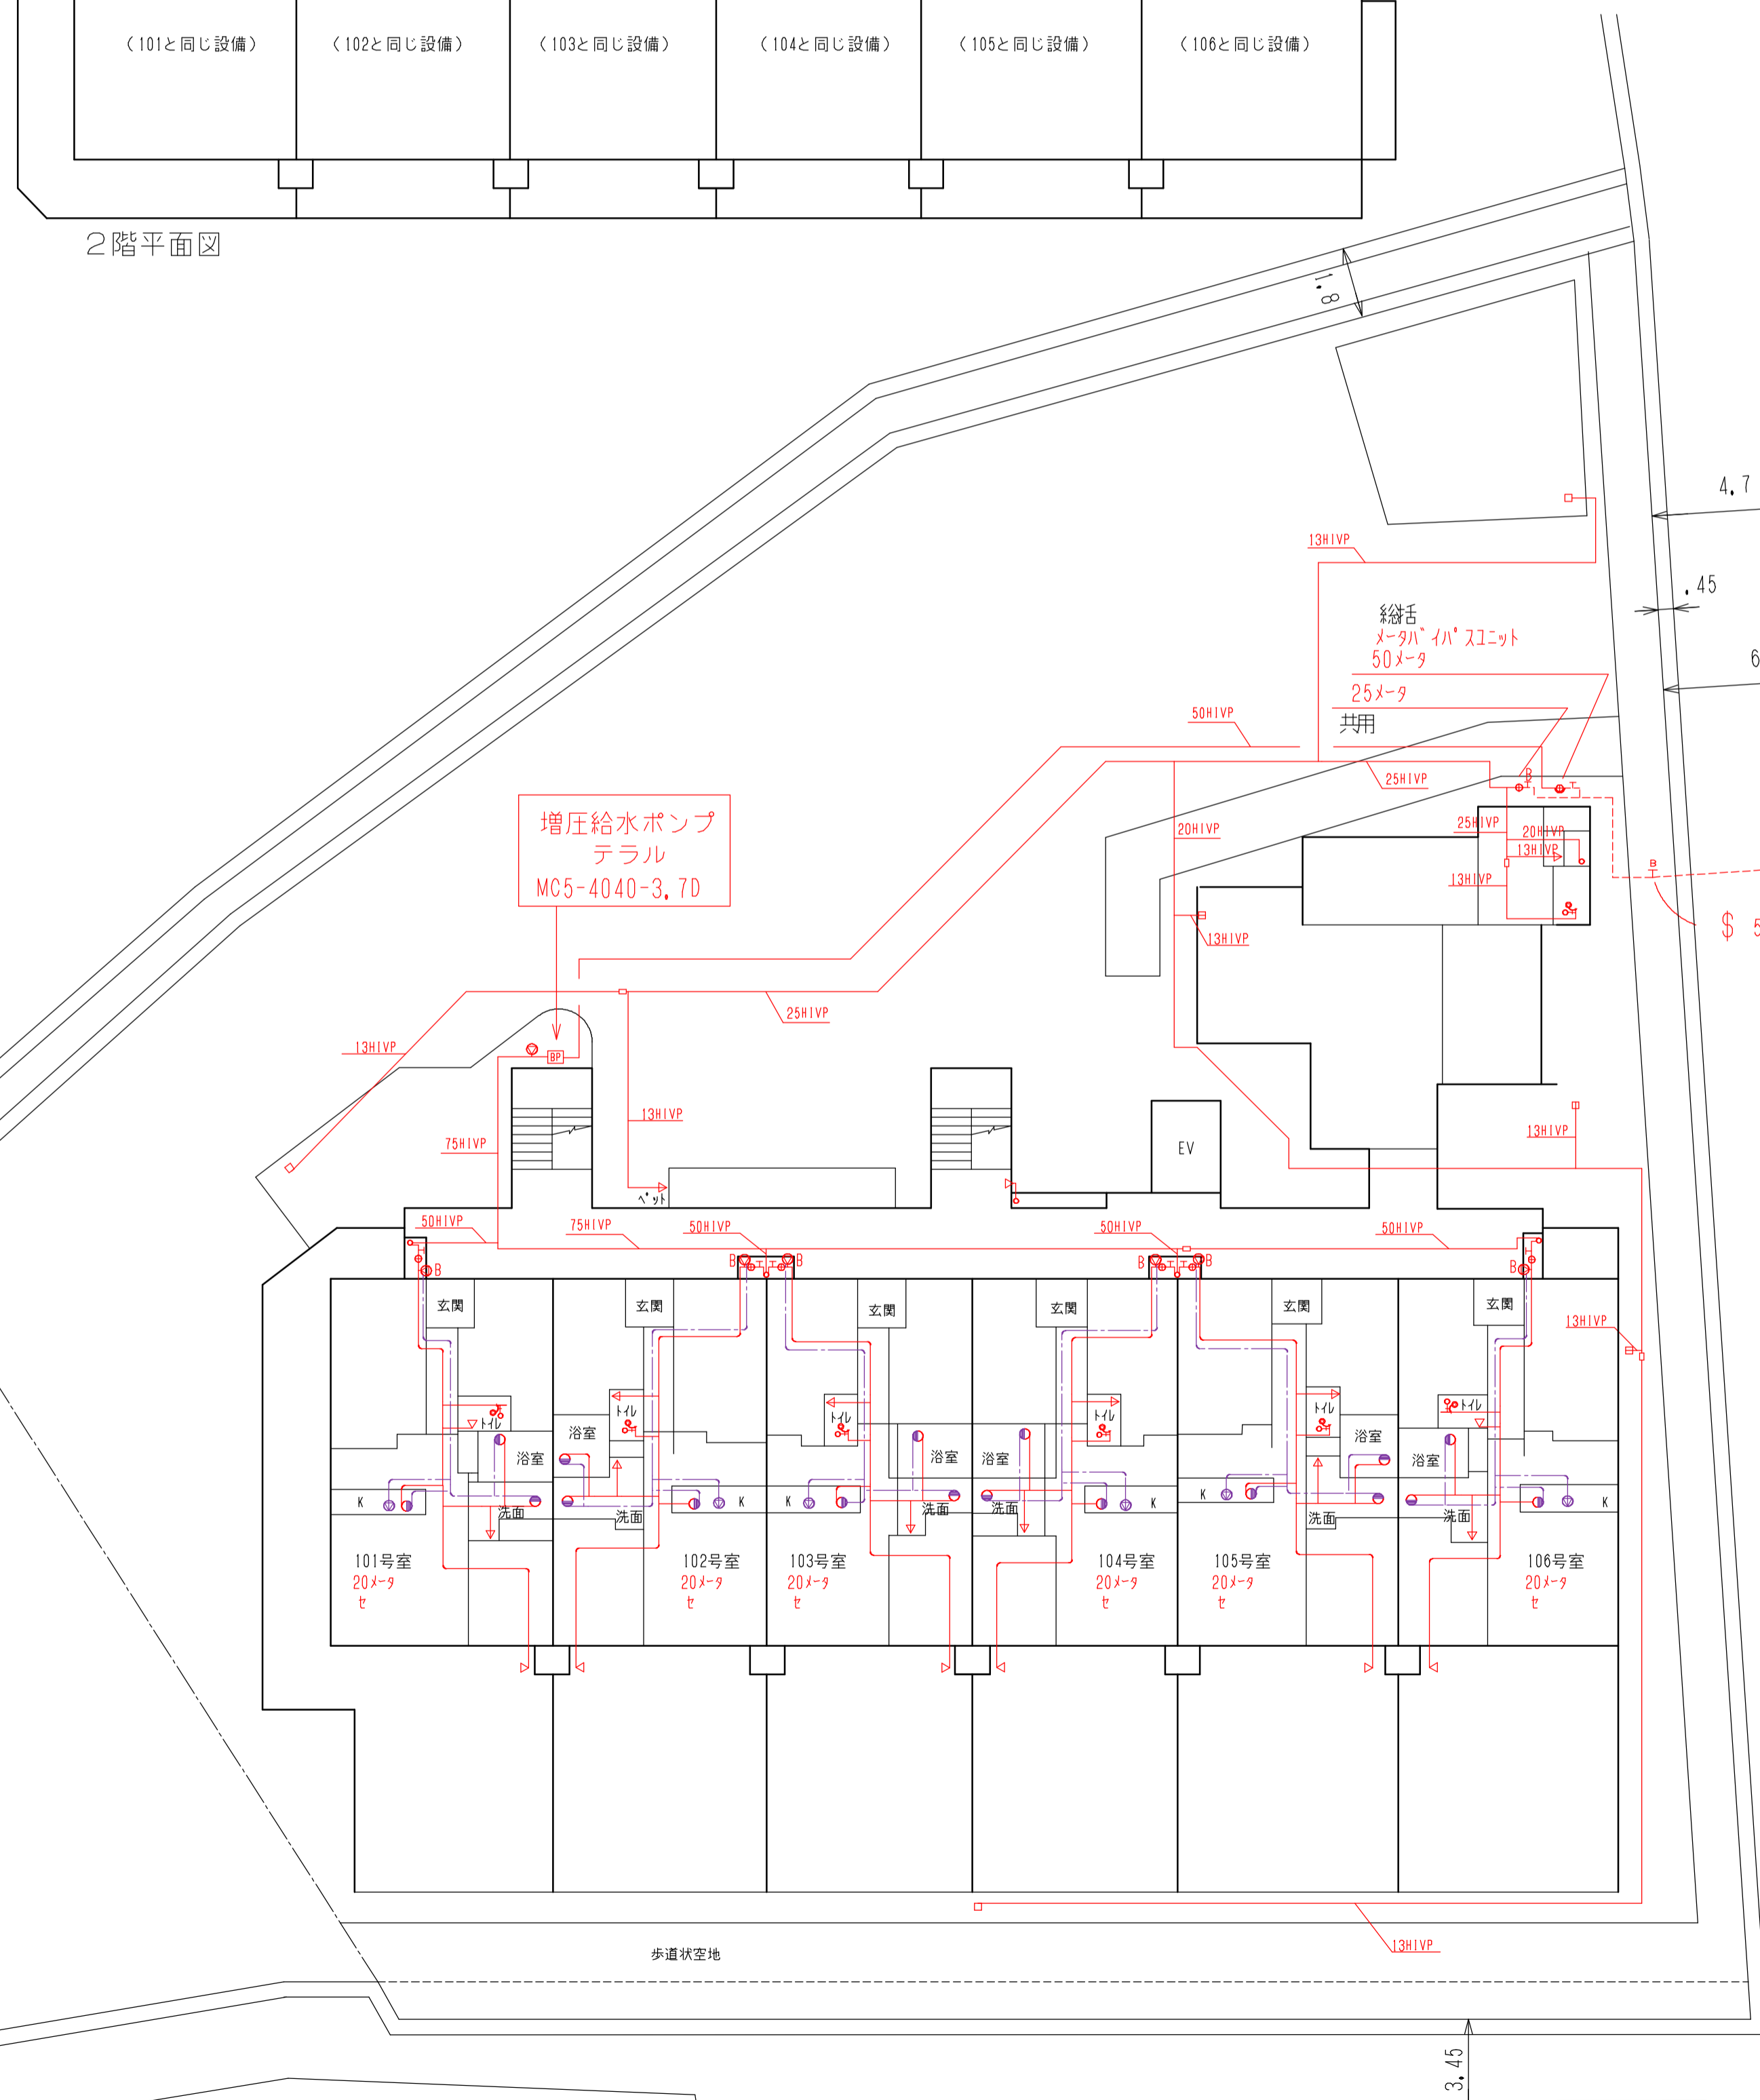 (101と同じ設備)
(102と同じ設備)
(103と同じ設備)
(104と同じ設備)
(105と同じ設備)
(106と同じ設備)
2階平面図
1.8
4.7
13HIVP
.45
総括
メータバイパスユニット
50メータ
6
25メータ
50HIVP
共用
25HIVP
B
増圧給水ポンプ
テラル
MC5-4040-3.7D
20HIVP
25HIVP
20HIVP
13HIVP
13HIVP
B
$ 5
13HIVP
25HIVP
13HIVP
BP
13HIVP
75HIVP
EV
13HIVP
ペット
50HIVP
75HIVP
50HIVP
50HIVP
50HIVP
B
B
B
B
B
B
玄関
玄関
玄関
玄関
玄関
玄関
13HIVP
トイレ
トイレ
トイレ
トイレ
トイレ
トイレ
浴室
浴室
浴室
浴室
浴室
浴室
K
K
K
K
K
K
洗面
洗面
洗面
洗面
洗面
洗面
101号室
20メータ
セ
102号室
20メータ
セ
103号室
20メータ
セ
104号室
20メータ
セ
105号室
20メータ
セ
106号室
20メータ
セ
13HIVP
歩道状空地
3.45